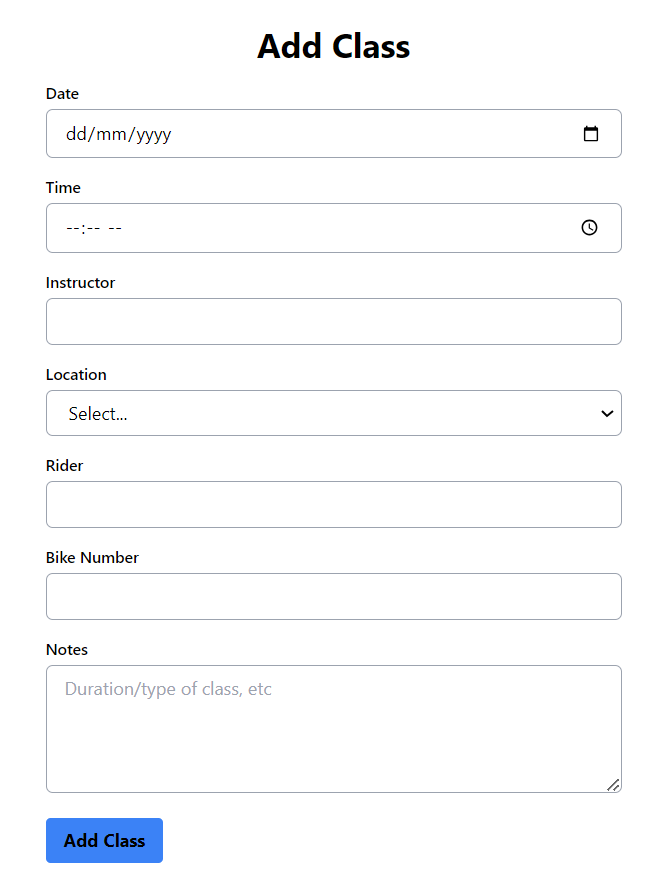 Add Class
Date
dd/mm/yyyy
Time
--:-- --
Instructor
Location
Select...
Rider
Bike Number
Notes
Duration/type of class, etc
Add Class